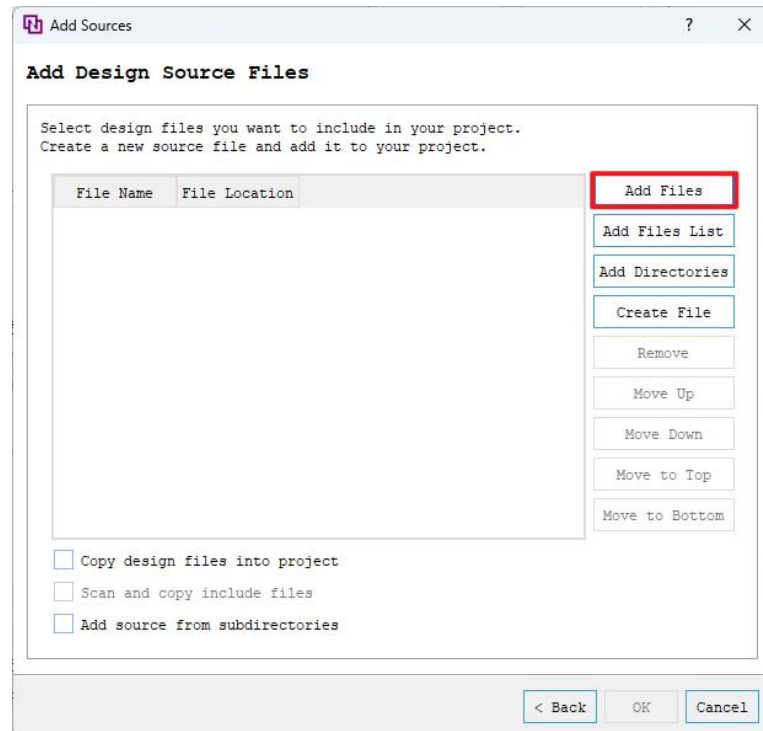 Add Sources ? ×
Add Design Source Files
Select design files you want to include in your project.
Create a new source file and add it to your project.
File Name File Location
Add Files
Add Files List
Add Directories
Create File
Remove
Move Up
Move Down
Move to Top
Move to Bottom
Copy design files into project
Scan and copy include files
Add source from subdirectories
< Back OK Cancel